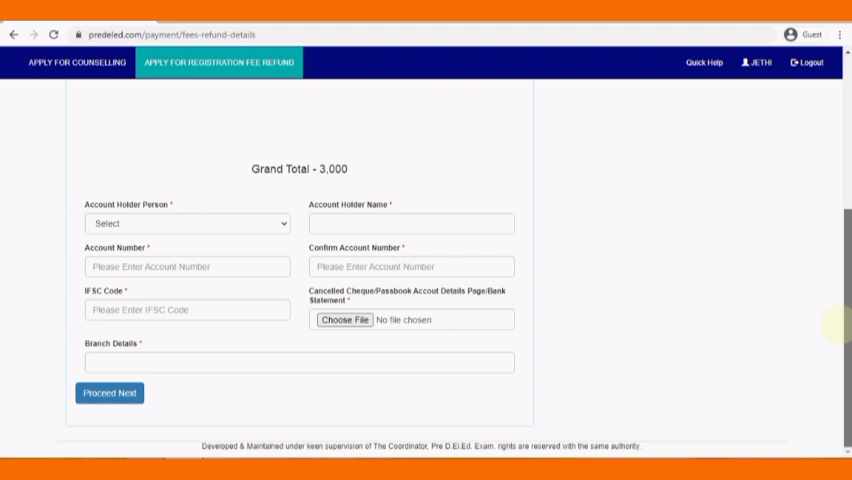 predeled.com/payment/fees-refund-details
Guest
APPLY FOR COUNSELLING
APPLY FOR REGISTRATION FEE REFUND
Quick Help
JETHI
Logout
Grand Total - 3,000
Account Holder Person *
Account Holder Name *
Select
Account Number *
Confirm Account Number *
Please Enter Account Number
Please Enter Account Number
IFSC Code *
Cancelled Cheque/Passbook Accout Details Page/Bank
Statement *
Please Enter IFSC Code
Choose File No file chosen
Branch Details *
Proceed Next
Developed & Maintained under keen supervision of The Coordinator, Pre D.El.Ed. Exam. rights are reserved with the same authority.